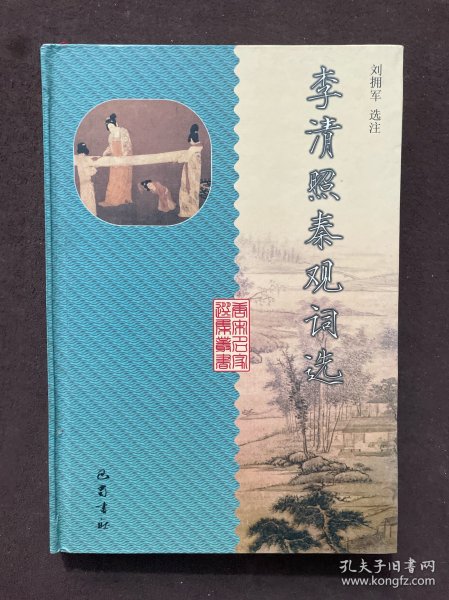 刘拥军 选注
李清照秦观词选
唐宋名家
选集丛书
巴蜀书社
孔夫子旧书网
www.kongfz.com